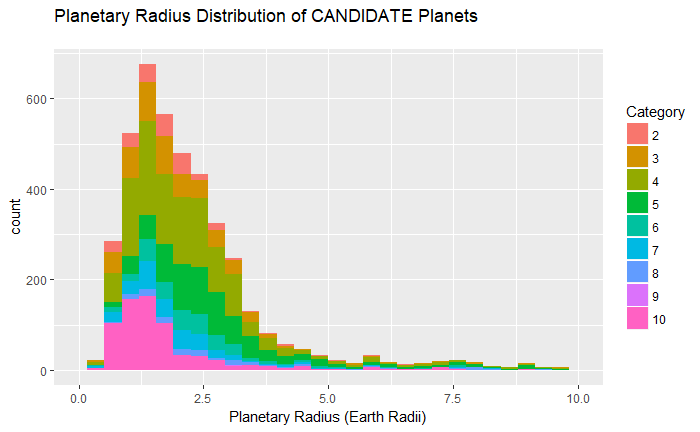 Planetary Radius Distribution of CANDIDATE Planets
600
400
200
0
count
0.0 2.5 5.0 7.5 10.0
Planetary Radius (Earth Radii)
Category
2
3
4
5
6
7
8
9
10